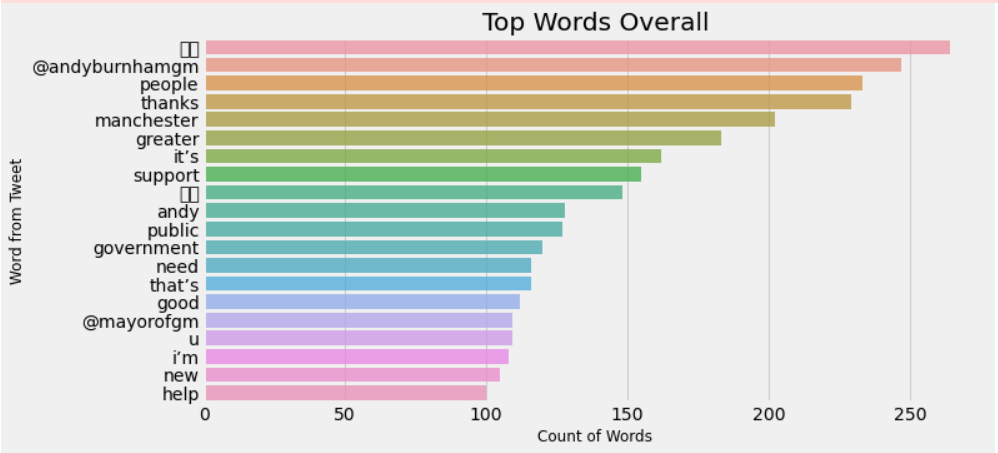 Top Words Overall
@andyburnhamgm
people
thanks
manchester
greater
it’s
support
andy
public
government
need
that’s
good
@mayorofgm
u
i’m
new
help
Word from Tweet
0 50 100 150 200 250
Count of Words